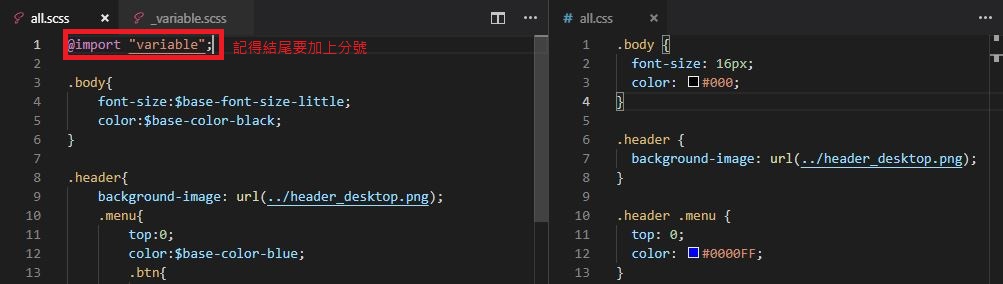 all.scss
_variable.scss
1 @import "variable"; 記得結尾要加上分號
2
3 .body{
4 font-size:$base-font-size-little;
5 color:$base-color-black;
6 }
7
8 .header{
9 background-image: url(../header_desktop.png);
10 .menu{
11 top:0;
12 color:$base-color-blue;
13 .btn{
# all.css
1 .body {
2 font-size: 16px;
3 color: #000;
4 }
5
6 .header {
7 background-image: url(../header_desktop.png);
8 }
9
10 .header .menu {
11 top: 0;
12 color: #0000FF;
13 }